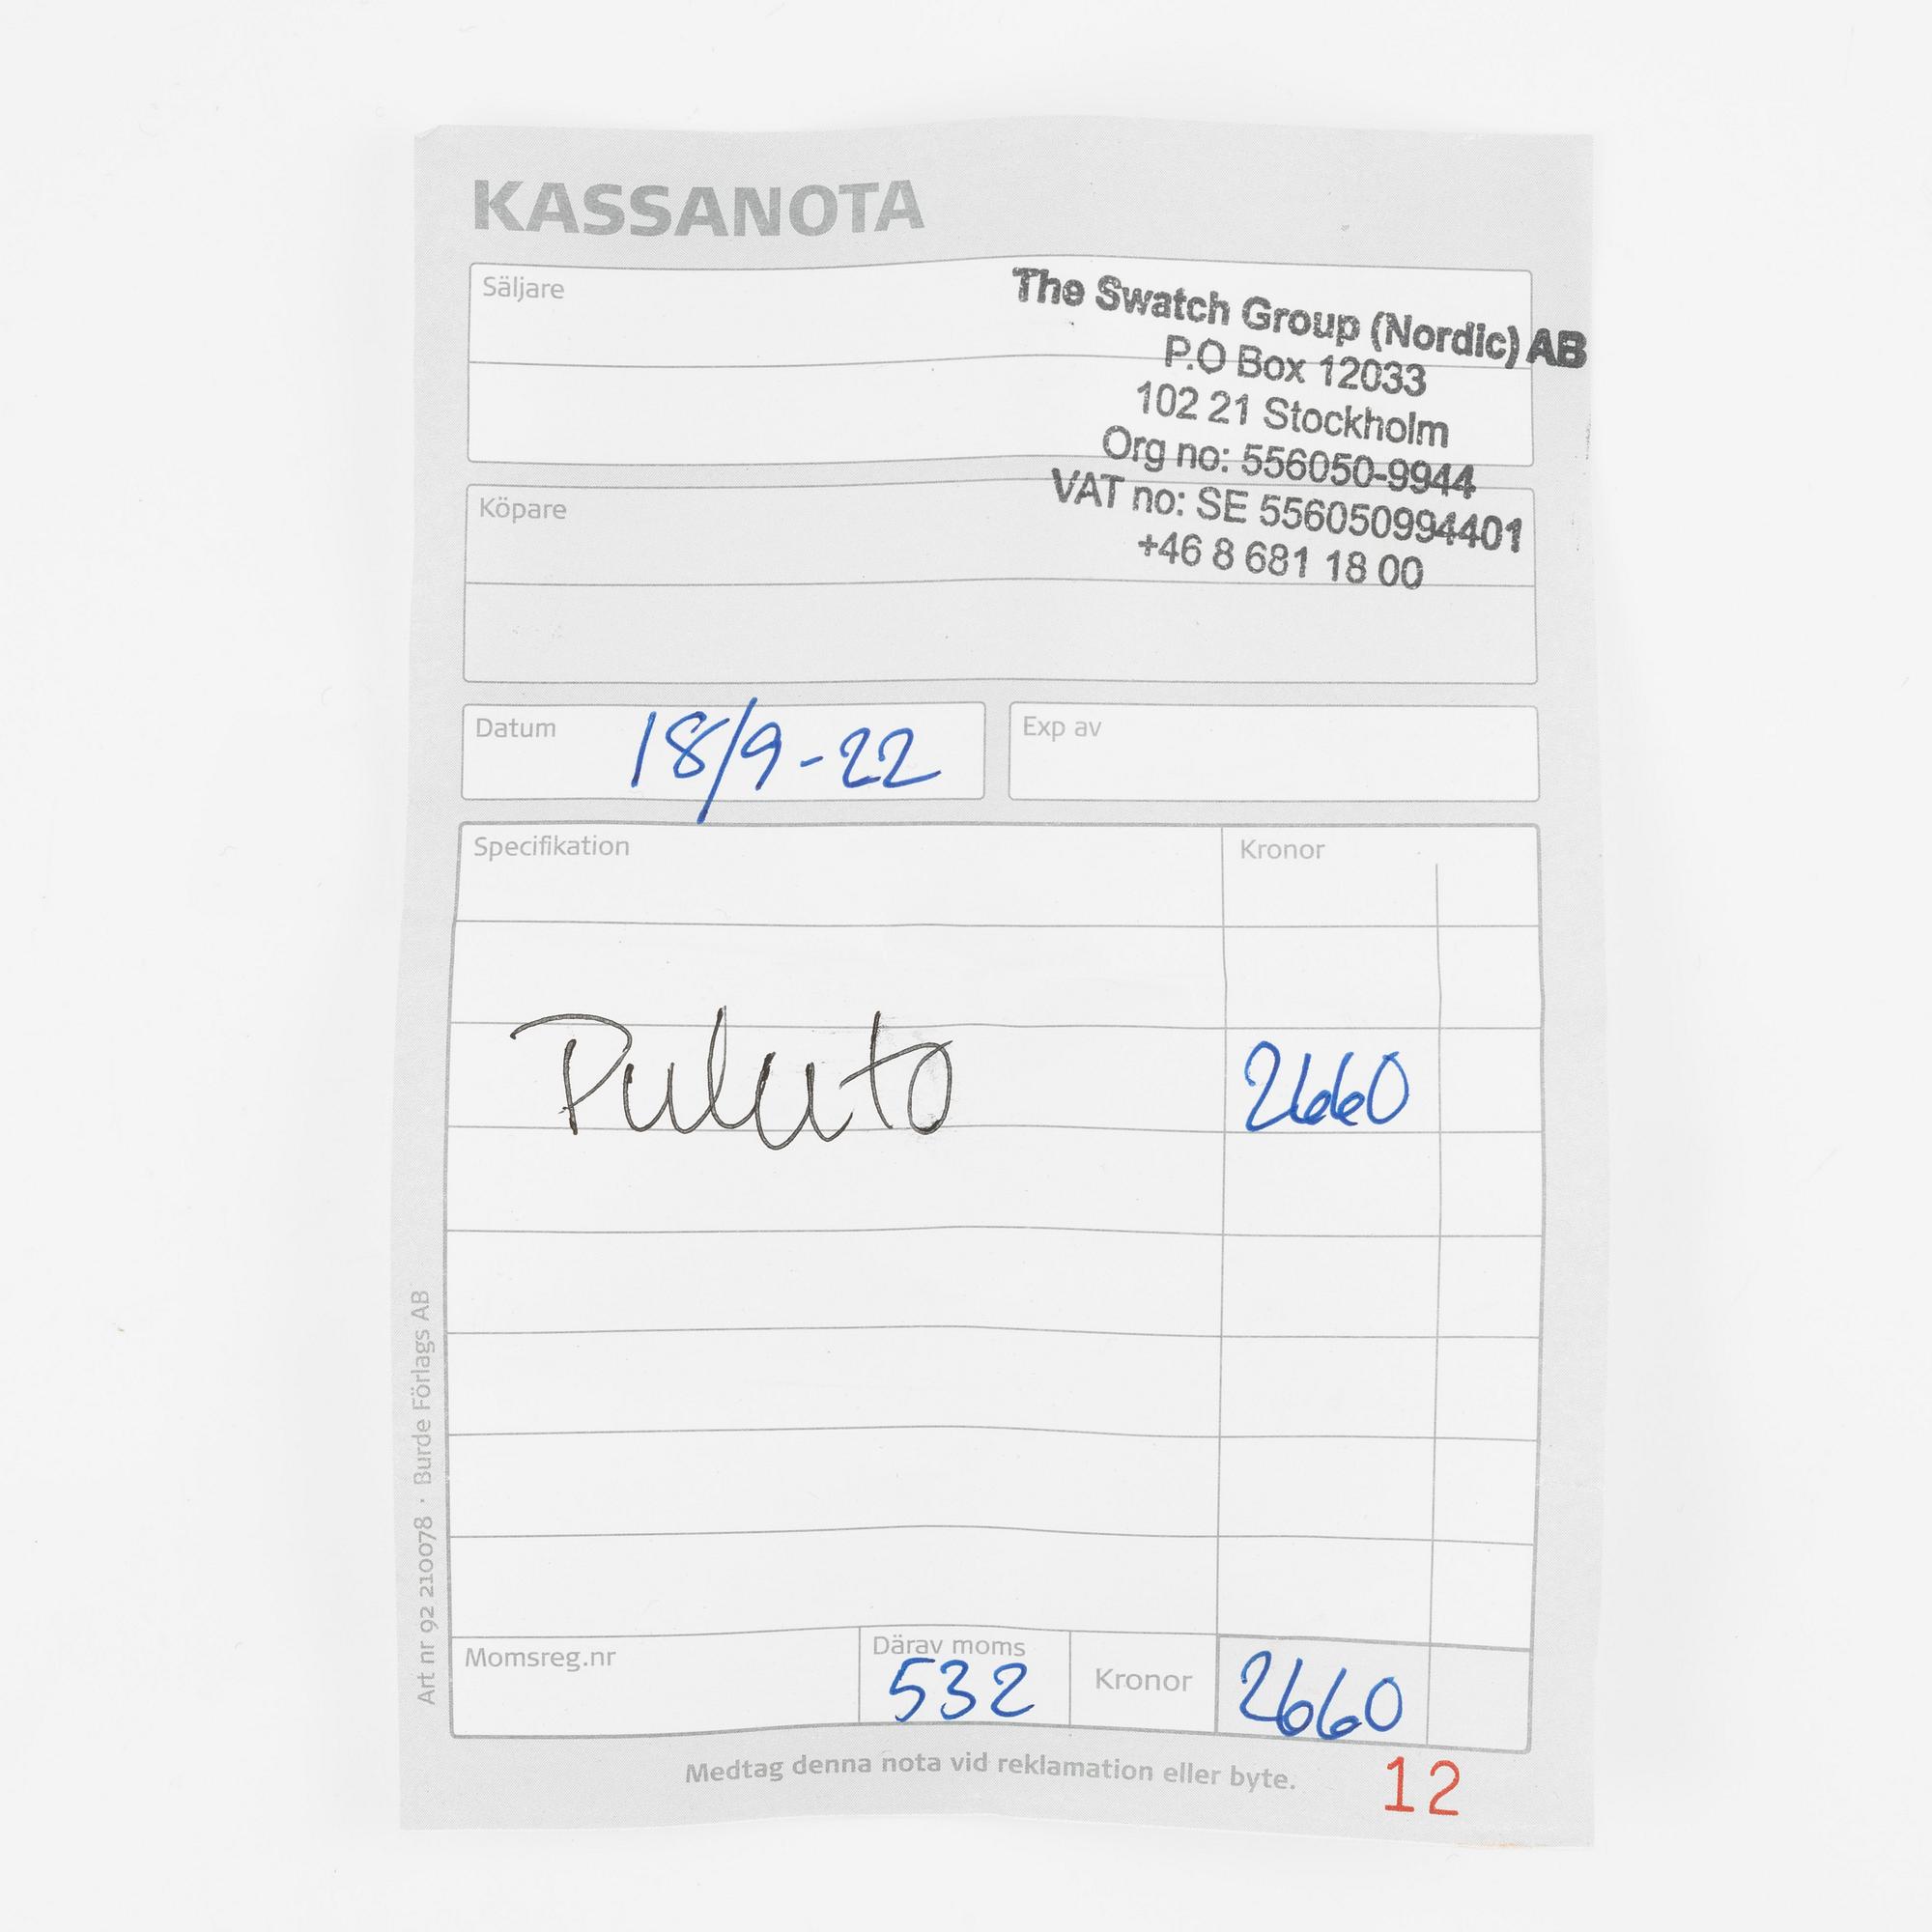 KASSANOTA
Säljare
The Swatch Group (Nordic) AB
P.O Box 12033
102 21 Stockholm
Org no: 556050-9944
VAT no: SE 556050994401
+46 8 681 18 00
Köpare
Datum 18/9-22
Exp av
Specifikation Kronor
2660
Momsreg.nr
Därav moms 532
Kronor 2660
Medtag denna nota vid reklamation eller byte.
12
Art nr 92 210078 · Burde Förlags AB